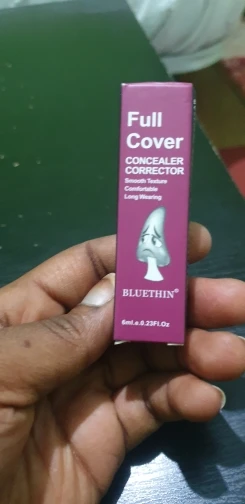 Full
Cover
CONCEALER
CORRECTOR
Smooth Texture
Comfortable
Long Wearing
BLUETHIN®
6ml.e.0.23Fl.Oz